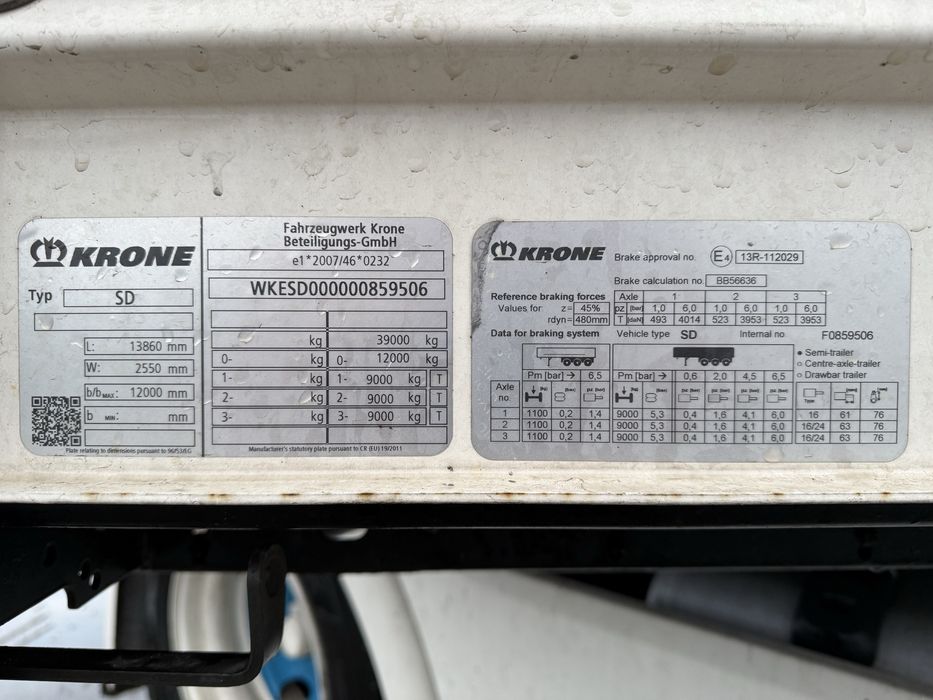 KRONE
Typ SD
L: 13860 mm
W: 2550 mm
b/b MAX: 12000 mm
b MIN: mm
Plate relating to dimensions pursuant to 96/53/EG
Fahrzeugwerk Krone
Beteiligungs-GmbH
e1*2007/46*0232
WKESD000000859506
kg 39000 kg
0- kg 0- 12000 kg
1- kg 1- 9000 kg T
2- kg 2- 9000 kg T
3- kg 3- 9000 kg T
Manufacturer's statutory plate pursuant to CR (EU) 19/2011
KRONE
Brake approval no. E4 13R-112029
Brake calculation no. BB56636
Reference braking forces Axle 1 2 3
Values for z= 45% pz [bar] 1,0 6,0 1,0 6,0 1,0 6,0
rdyn= 480mm T [daN] 493 4014 523 3953 523 3953
Data for braking system Vehicle type SD Internal no. F0859506
Semi-trailer
Centre-axle-trailer
Drawbar trailer
Pm [bar] → 6,5 Pm [bar] → 0,6 2,0 4,5 6,5
Axle no.
1 1100 0,2 1,4 9000 5,3 0,4 1,6 4,1 6,0 16 61 76
2 1100 0,2 1,4 9000 5,3 0,4 1,6 4,1 6,0 16/24 63 76
3 1100 0,2 1,4 9000 5,3 0,4 1,6 4,1 6,0 16/24 63 76